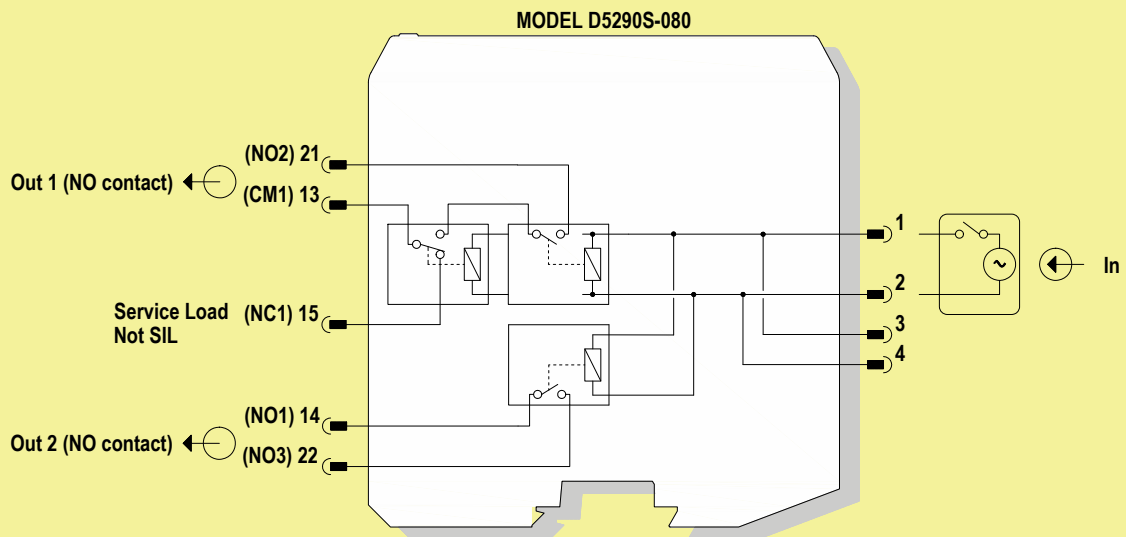 MODEL D5290S-080
(NO2) 21
Out 1 (NO contact)
(CM1) 13
1
In
2
Service Load
Not SIL
(NC1) 15
3
4
(NO1) 14
Out 2 (NO contact)
(NO3) 22